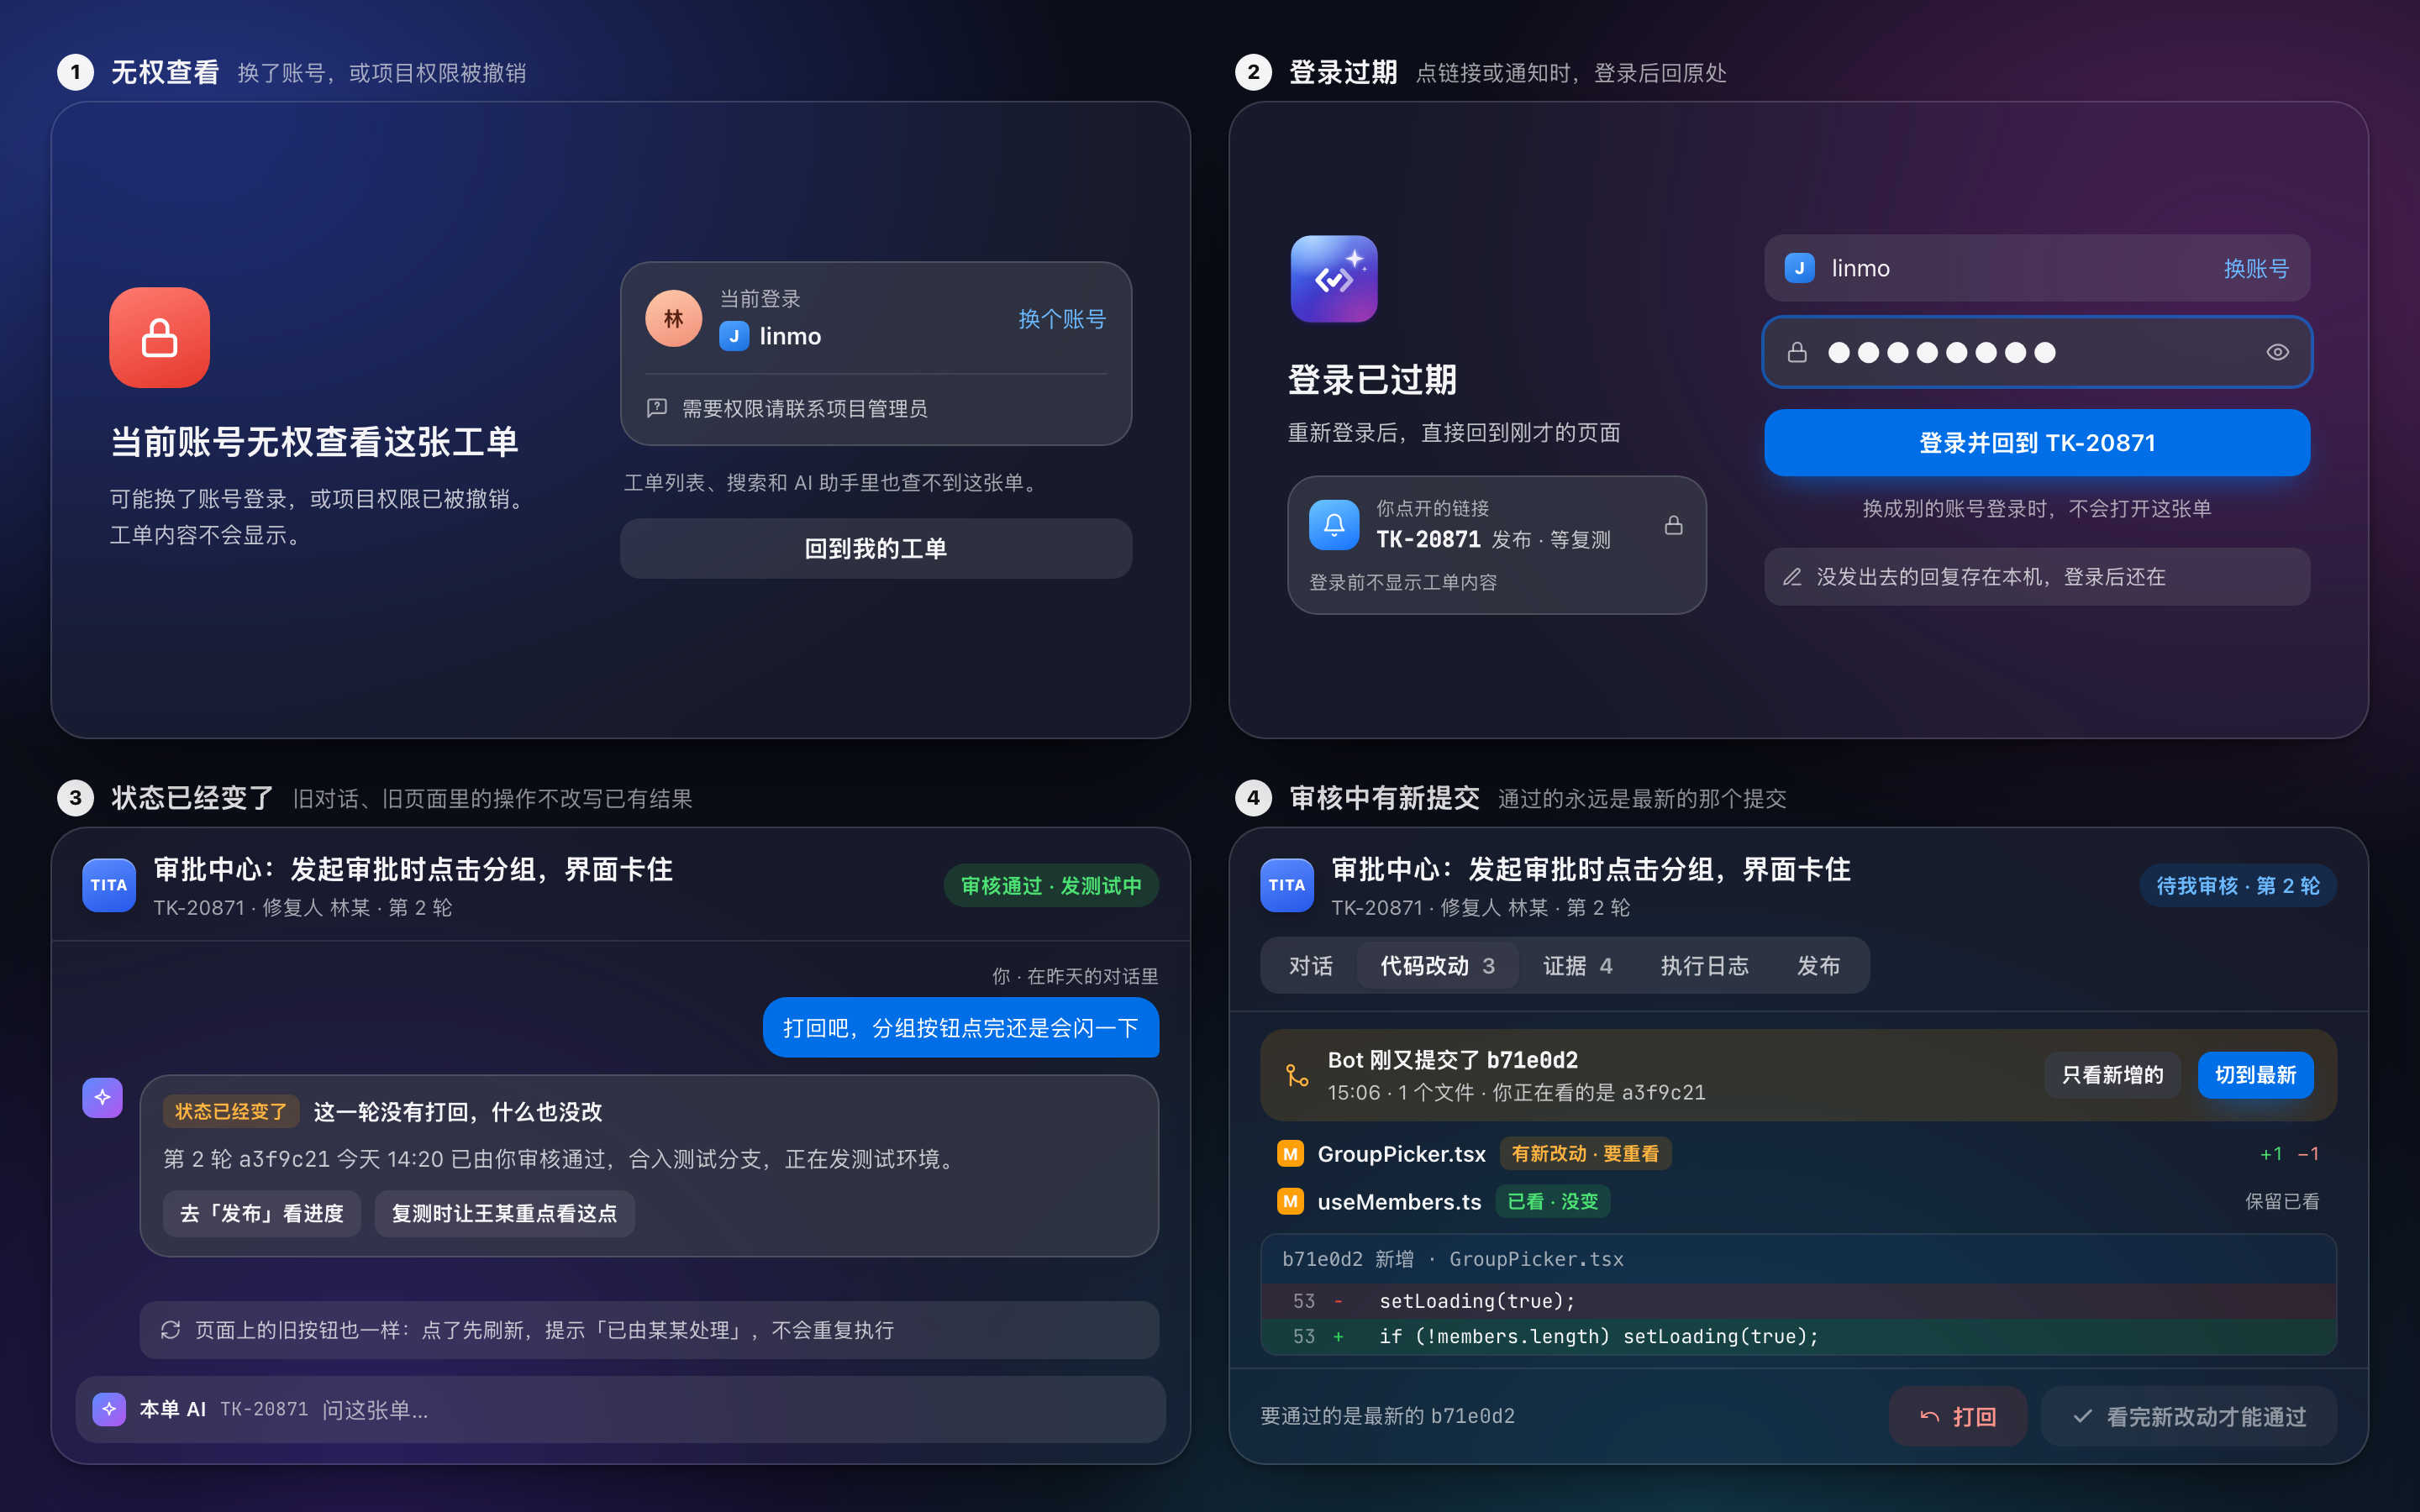 1 无权查看 换了账号，或项目权限被撤销
当前账号无权查看这张工单
可能换了账号登录，或项目权限已被撤销。
工单内容不会显示。
林
当前登录
J linmo
换个账号
需要权限请联系项目管理员
工单列表、搜索和 AI 助手里也查不到这张单。
回到我的工单
2 登录过期 点链接或通知时，登录后回原处
登录已过期
重新登录后，直接回到刚才的页面
你点开的链接
TK-20871 发布 · 等复测
登录前不显示工单内容
J linmo 换账号
登录并回到 TK-20871
换成别的账号登录时，不会打开这张单
没发出去的回复存在本机，登录后还在
3 状态已经变了 旧对话、旧页面里的操作不改写已有结果
TITA
审批中心：发起审批时点击分组，界面卡住
TK-20871 · 修复人 林某 · 第 2 轮
审核通过 · 发测试中
你 · 在昨天的对话里
打回吧，分组按钮点完还是会闪一下
状态已经变了 这一轮没有打回，什么也没改
第 2 轮 a3f9c21 今天 14:20 已由你审核通过，合入测试分支，正在发测试环境。
去「发布」看进度 复测时让王某重点看这点
页面上的旧按钮也一样：点了先刷新，提示「已由某某处理」，不会重复执行
本单 AI TK-20871 问这张单...
4 审核中有新提交 通过的永远是最新的那个提交
TITA
审批中心：发起审批时点击分组，界面卡住
TK-20871 · 修复人 林某 · 第 2 轮
待我审核 · 第 2 轮
对话 代码改动 3 证据 4 执行日志 发布
Bot 刚又提交了 b71e0d2
15:06 · 1 个文件 · 你正在看的是 a3f9c21
只看新增的 切到最新
M GroupPicker.tsx 有新改动 · 要重看 +1 −1
M useMembers.ts 已看 · 没变 保留已看
b71e0d2 新增 · GroupPicker.tsx
53 - setLoading(true);
53 + if (!members.length) setLoading(true);
要通过的是最新的 b71e0d2
打回 看完新改动才能通过